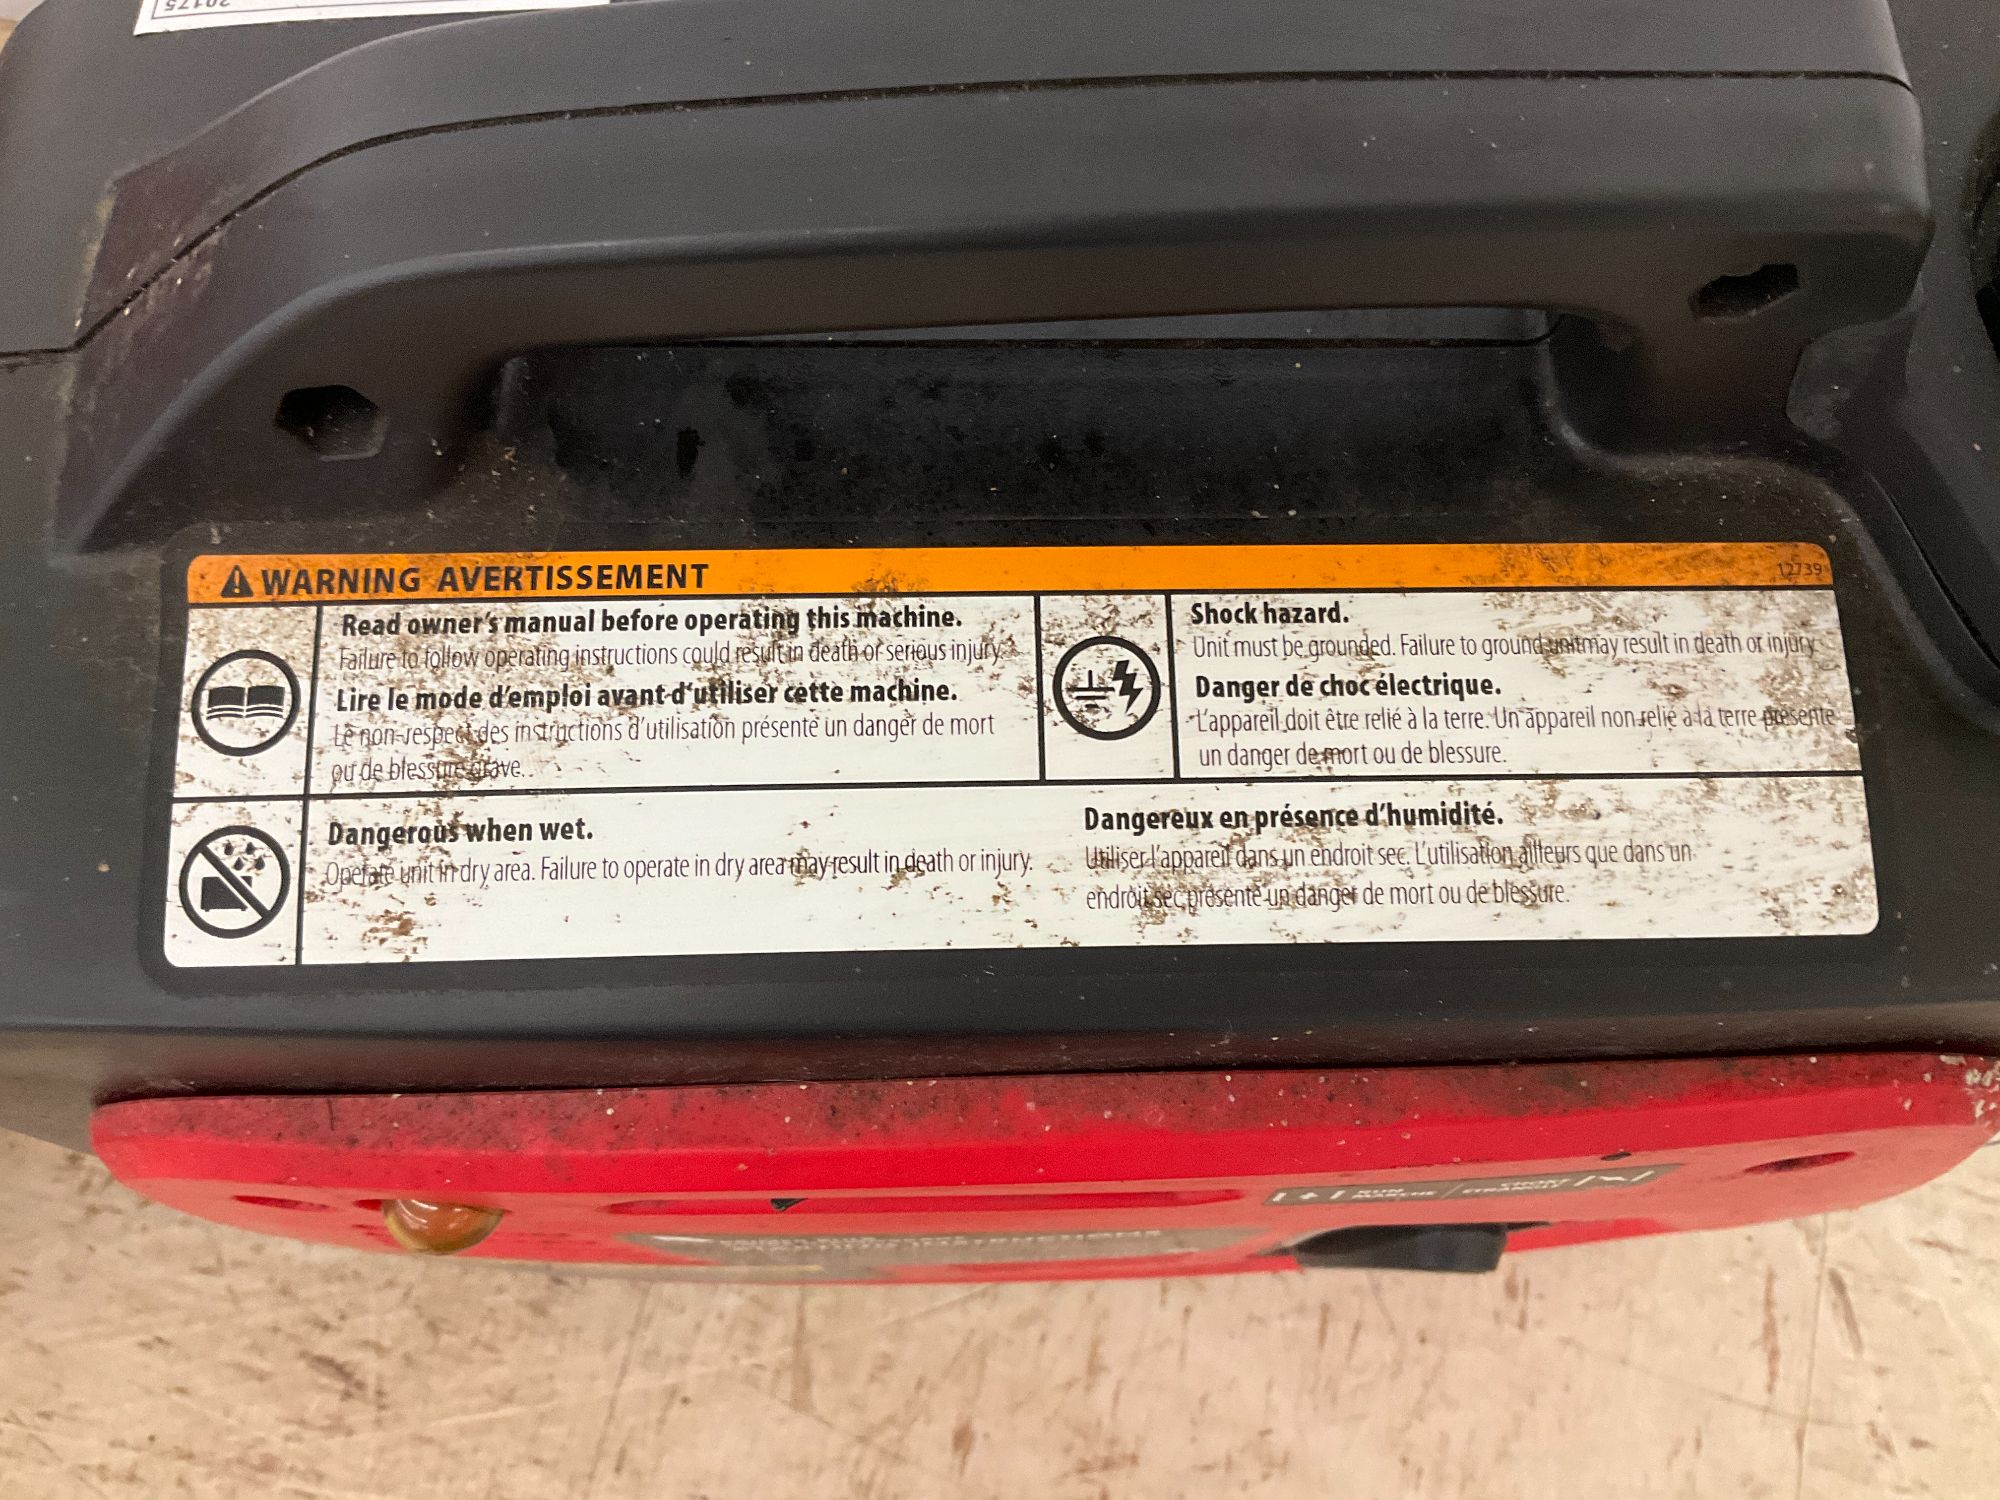 20175
WARNING AVERTISSEMENT
12739
Read owner's manual before operating this machine.
Failure to follow operating instructions could result in death or serious injury.
Lire le mode d'emploi avant d'utiliser cette machine.
Le non-respect des instructions d'utilisation présente un danger de mort
ou de blessure grave.
Shock hazard.
Unit must be grounded. Failure to ground unit may result in death or injury.
Danger de choc électrique.
L'appareil doit être relié à la terre. Un appareil non relié à la terre présente
un danger de mort ou de blessure.
Dangerous when wet.
Operate unit in dry area. Failure to operate in dry area may result in death or injury.
Dangereux en présence d'humidité.
Utiliser l'appareil dans un endroit sec. L'utilisation ailleurs que dans un
endroit sec présente un danger de mort ou de blessure.